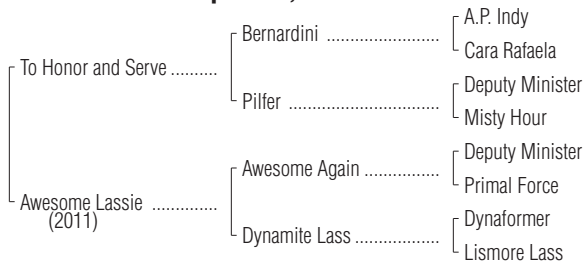 A.P. Indy
Bernardini ......................
Cara Rafaela
To Honor and Serve ..........
Deputy Minister
Pilfer .............................
Misty Hour
Deputy Minister
Awesome Again ..............
Primal Force
Awesome Lassie ..............
(2011)
Dynaformer
Dynamite Lass ................
Lismore Lass